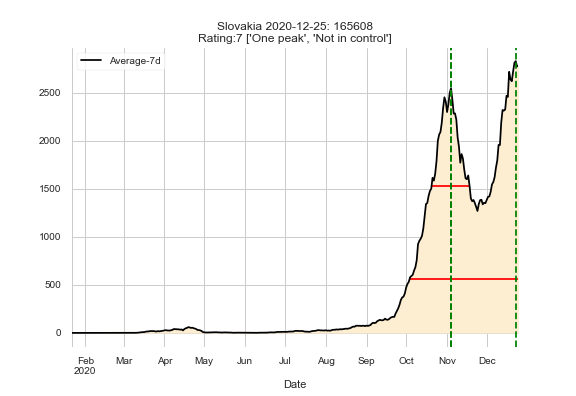 Slovakia 2020-12-25: 165608
Rating:7 ['One peak', 'Not in control']
Average-7d
2500
2000
1500
1000
500
0
Feb Mar Apr May Jun Jul Aug Sep Oct Nov Dec
2020
Date